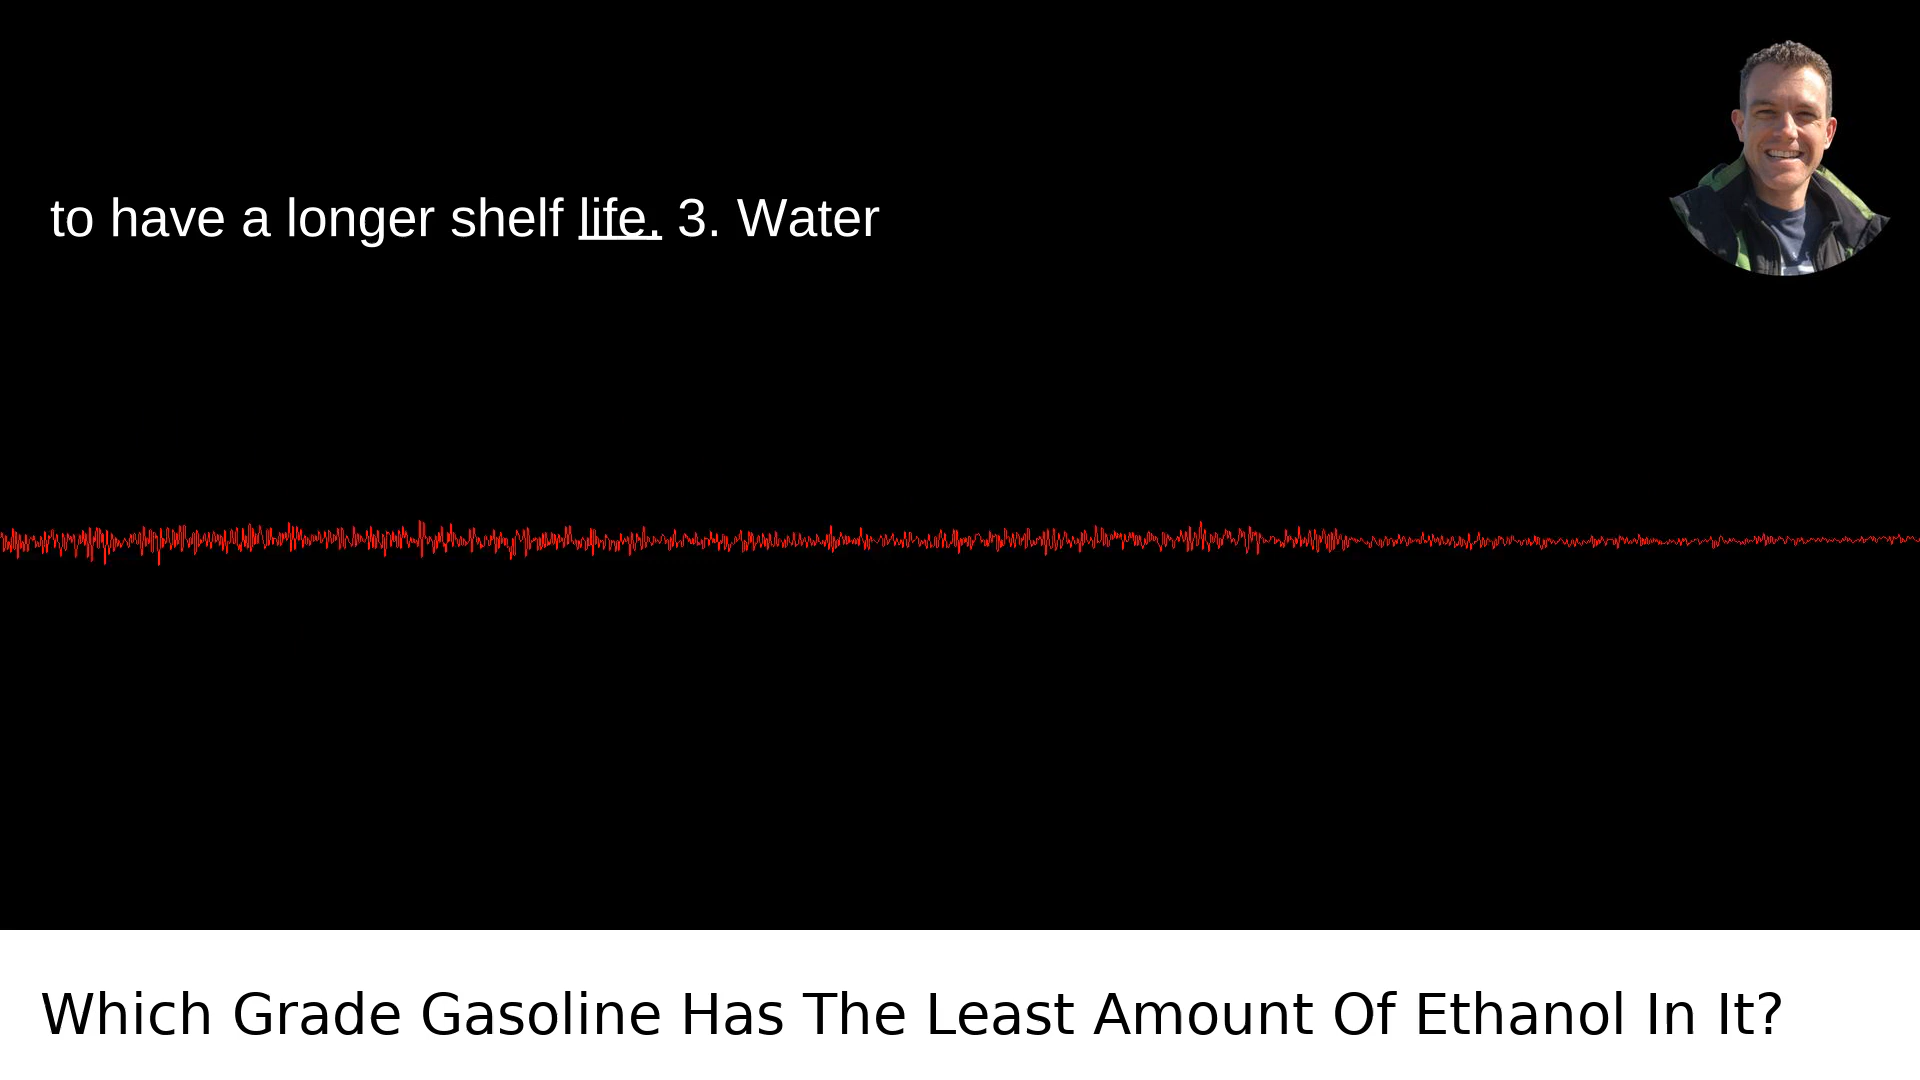 to have a longer shelf life. 3. Water
Which Grade Gasoline Has The Least Amount Of Ethanol In It?